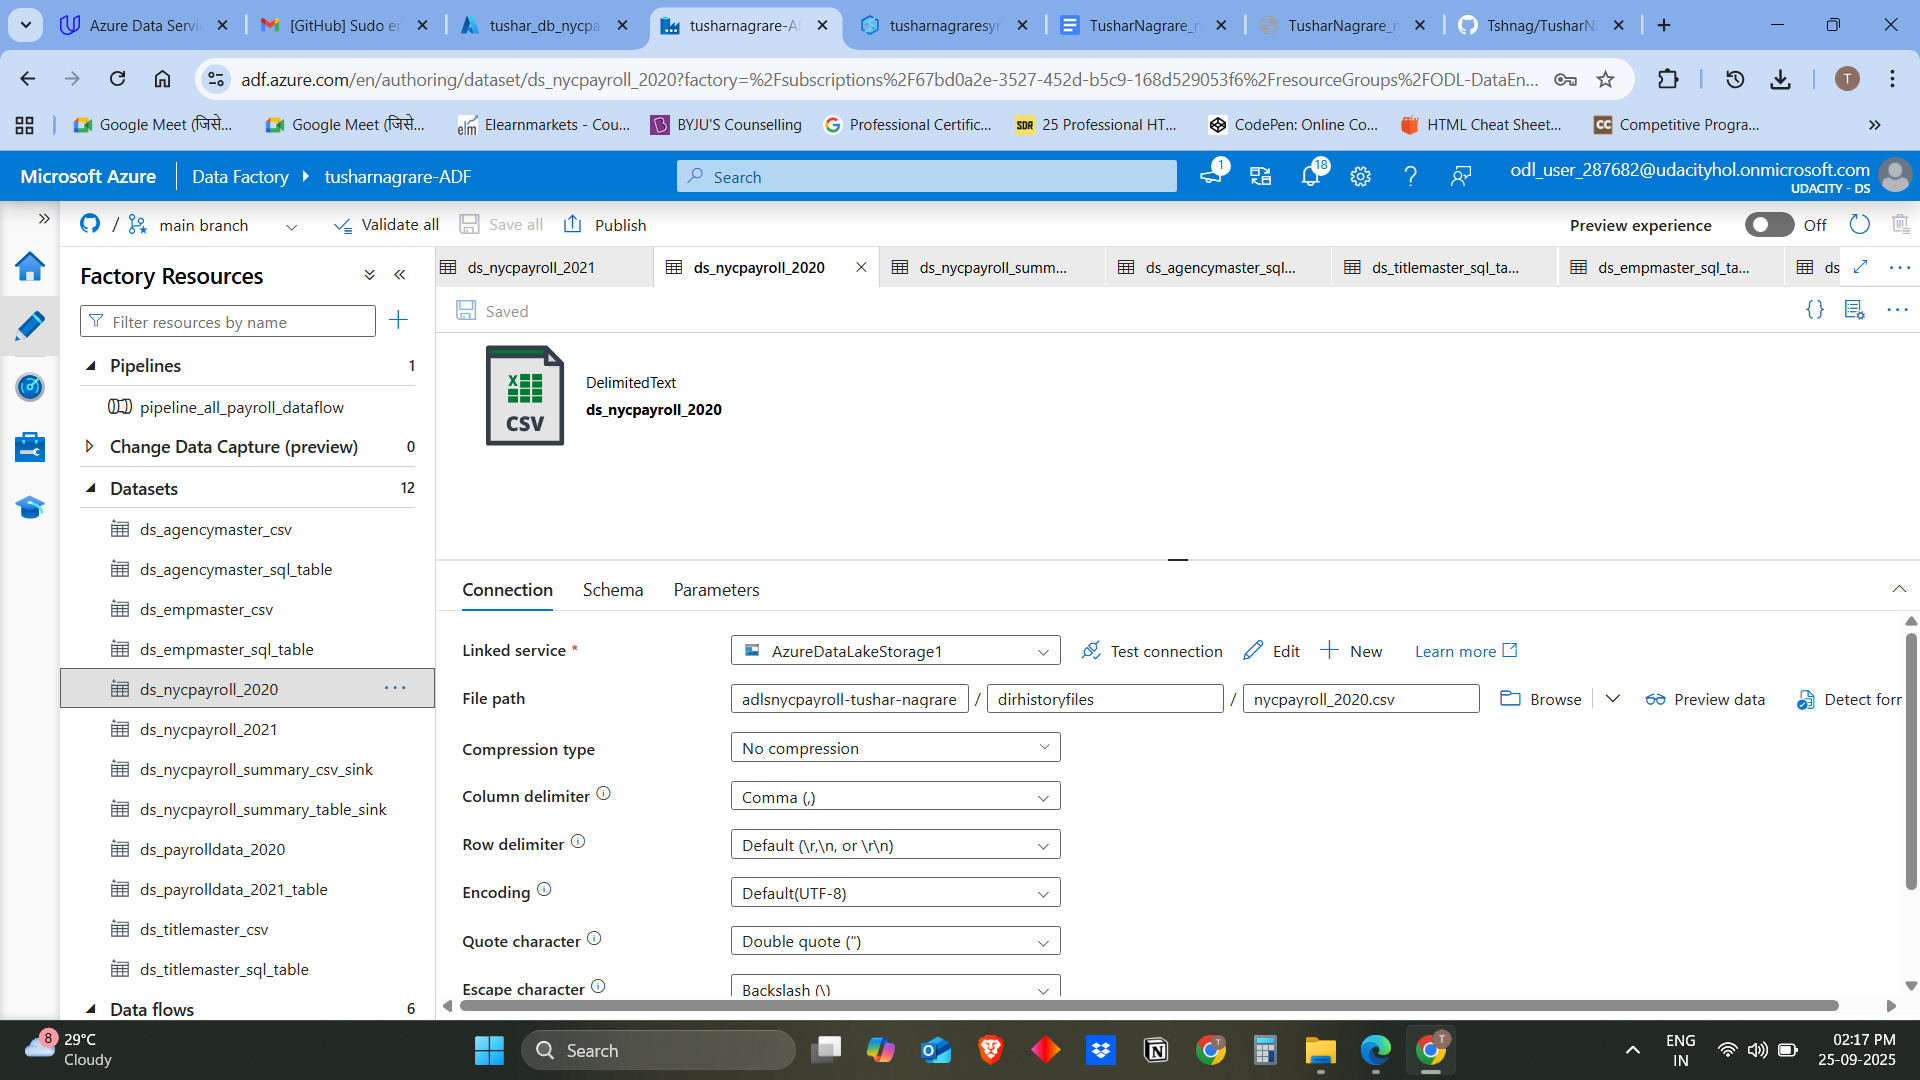 Azure Data Servi
[GitHub] Sudo er
tushar_db_nycpa
tusharnagrare-AD
tusharnagraresyn
TusharNagrare_n
TusharNagrare_n
Tshnag/TusharNa
adf.azure.com/en/authoring/dataset/ds_nycpayroll_2020?factory=%2Fsubscriptions%2F67bd0a2e-3527-452d-b5c9-168d529053f6%2FresourceGroups%2FODL-DataEn...
T
Google Meet (जिसे...
Google Meet (जिसे...
elm
Elearnmarkets - Cou...
BYJU'S Counselling
Professional Certific...
SDR
25 Professional HT...
CodePen: Online Co...
HTML Cheat Sheet...
CC
Competitive Progra...
Microsoft Azure
Data Factory
tusharnagrare-ADF
Search
1
18
odl_user_287682@udacityhol.onmicrosoft.com
UDACITY - DS
/
main branch
Validate all
Save all
Publish
Preview experience
Off
Factory Resources
Filter resources by name
Pipelines
1
pipeline_all_payroll_dataflow
Change Data Capture (preview)
0
Datasets
12
ds_agencymaster_csv
ds_agencymaster_sql_table
ds_empmaster_csv
ds_empmaster_sql_table
ds_nycpayroll_2020
ds_nycpayroll_2021
ds_nycpayroll_summary_csv_sink
ds_nycpayroll_summary_table_sink
ds_payrolldata_2020
ds_payrolldata_2021_table
ds_titlemaster_csv
ds_titlemaster_sql_table
Data flows
6
ds_nycpayroll_2021
ds_nycpayroll_2020
ds_nycpayroll_summ...
ds_agencymaster_sql...
ds_titlemaster_sql_ta...
ds_empmaster_sql_ta...
ds
Saved
{}
X
CSV
DelimitedText
ds_nycpayroll_2020
Connection
Schema
Parameters
Linked service *
AzureDataLakeStorage1
Test connection
Edit
New
Learn more
File path
adlsnycpayroll-tushar-nagrare
/
dirhistoryfiles
/
nycpayroll_2020.csv
Browse
Preview data
Detect forr
Compression type
No compression
Column delimiter
Comma (,)
Row delimiter
Default (\r,\n, or \r\n)
Encoding
Default(UTF-8)
Quote character
Double quote (")
Escape character
Backslash (\)
8
29°C
Cloudy
Search
ENG
IN
02:17 PM
25-09-2025